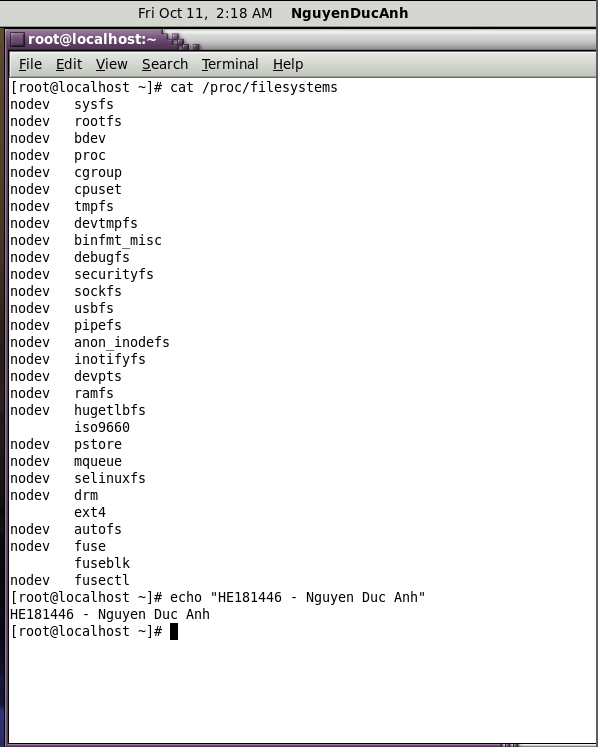 Fri Oct 11, 2:18 AM NguyenDucAnh
root@localhost:~
File Edit View Search Terminal Help
[root@localhost ~]# cat /proc/filesystems
nodev sysfs
nodev rootfs
nodev bdev
nodev proc
nodev cgroup
nodev cpuset
nodev tmpfs
nodev devtmpfs
nodev binfmt_misc
nodev debugfs
nodev securityfs
nodev sockfs
nodev usbfs
nodev pipefs
nodev anon_inodefs
nodev inotifyfs
nodev devpts
nodev ramfs
nodev hugetlbfs
iso9660
nodev pstore
nodev mqueue
nodev selinuxfs
nodev drm
ext4
nodev autofs
nodev fuse
fuseblk
nodev fusectl
[root@localhost ~]# echo "HE181446 - Nguyen Duc Anh"
HE181446 - Nguyen Duc Anh
[root@localhost ~]#